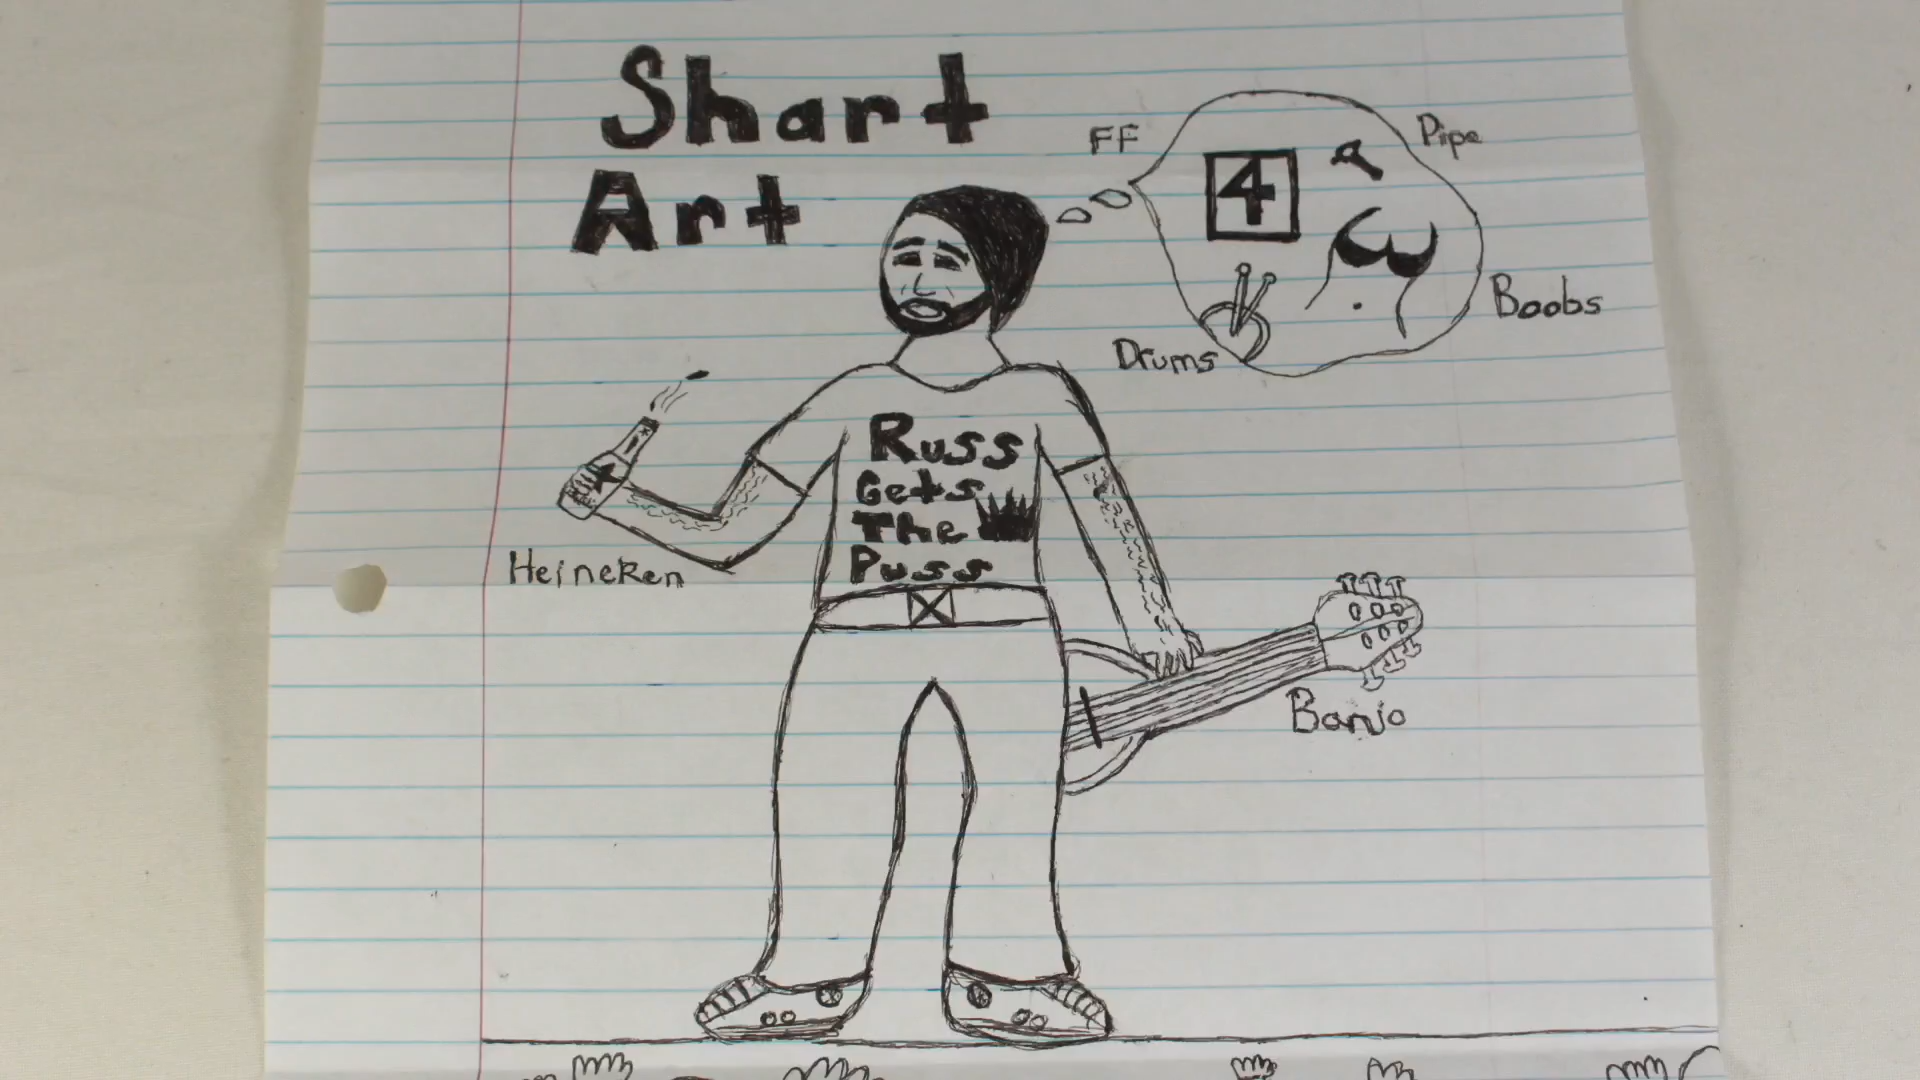 Shart
Art
FF
Pipe
4
Boobs
Drums
Russ
Gets
The
Puss
Heineken
Banjo